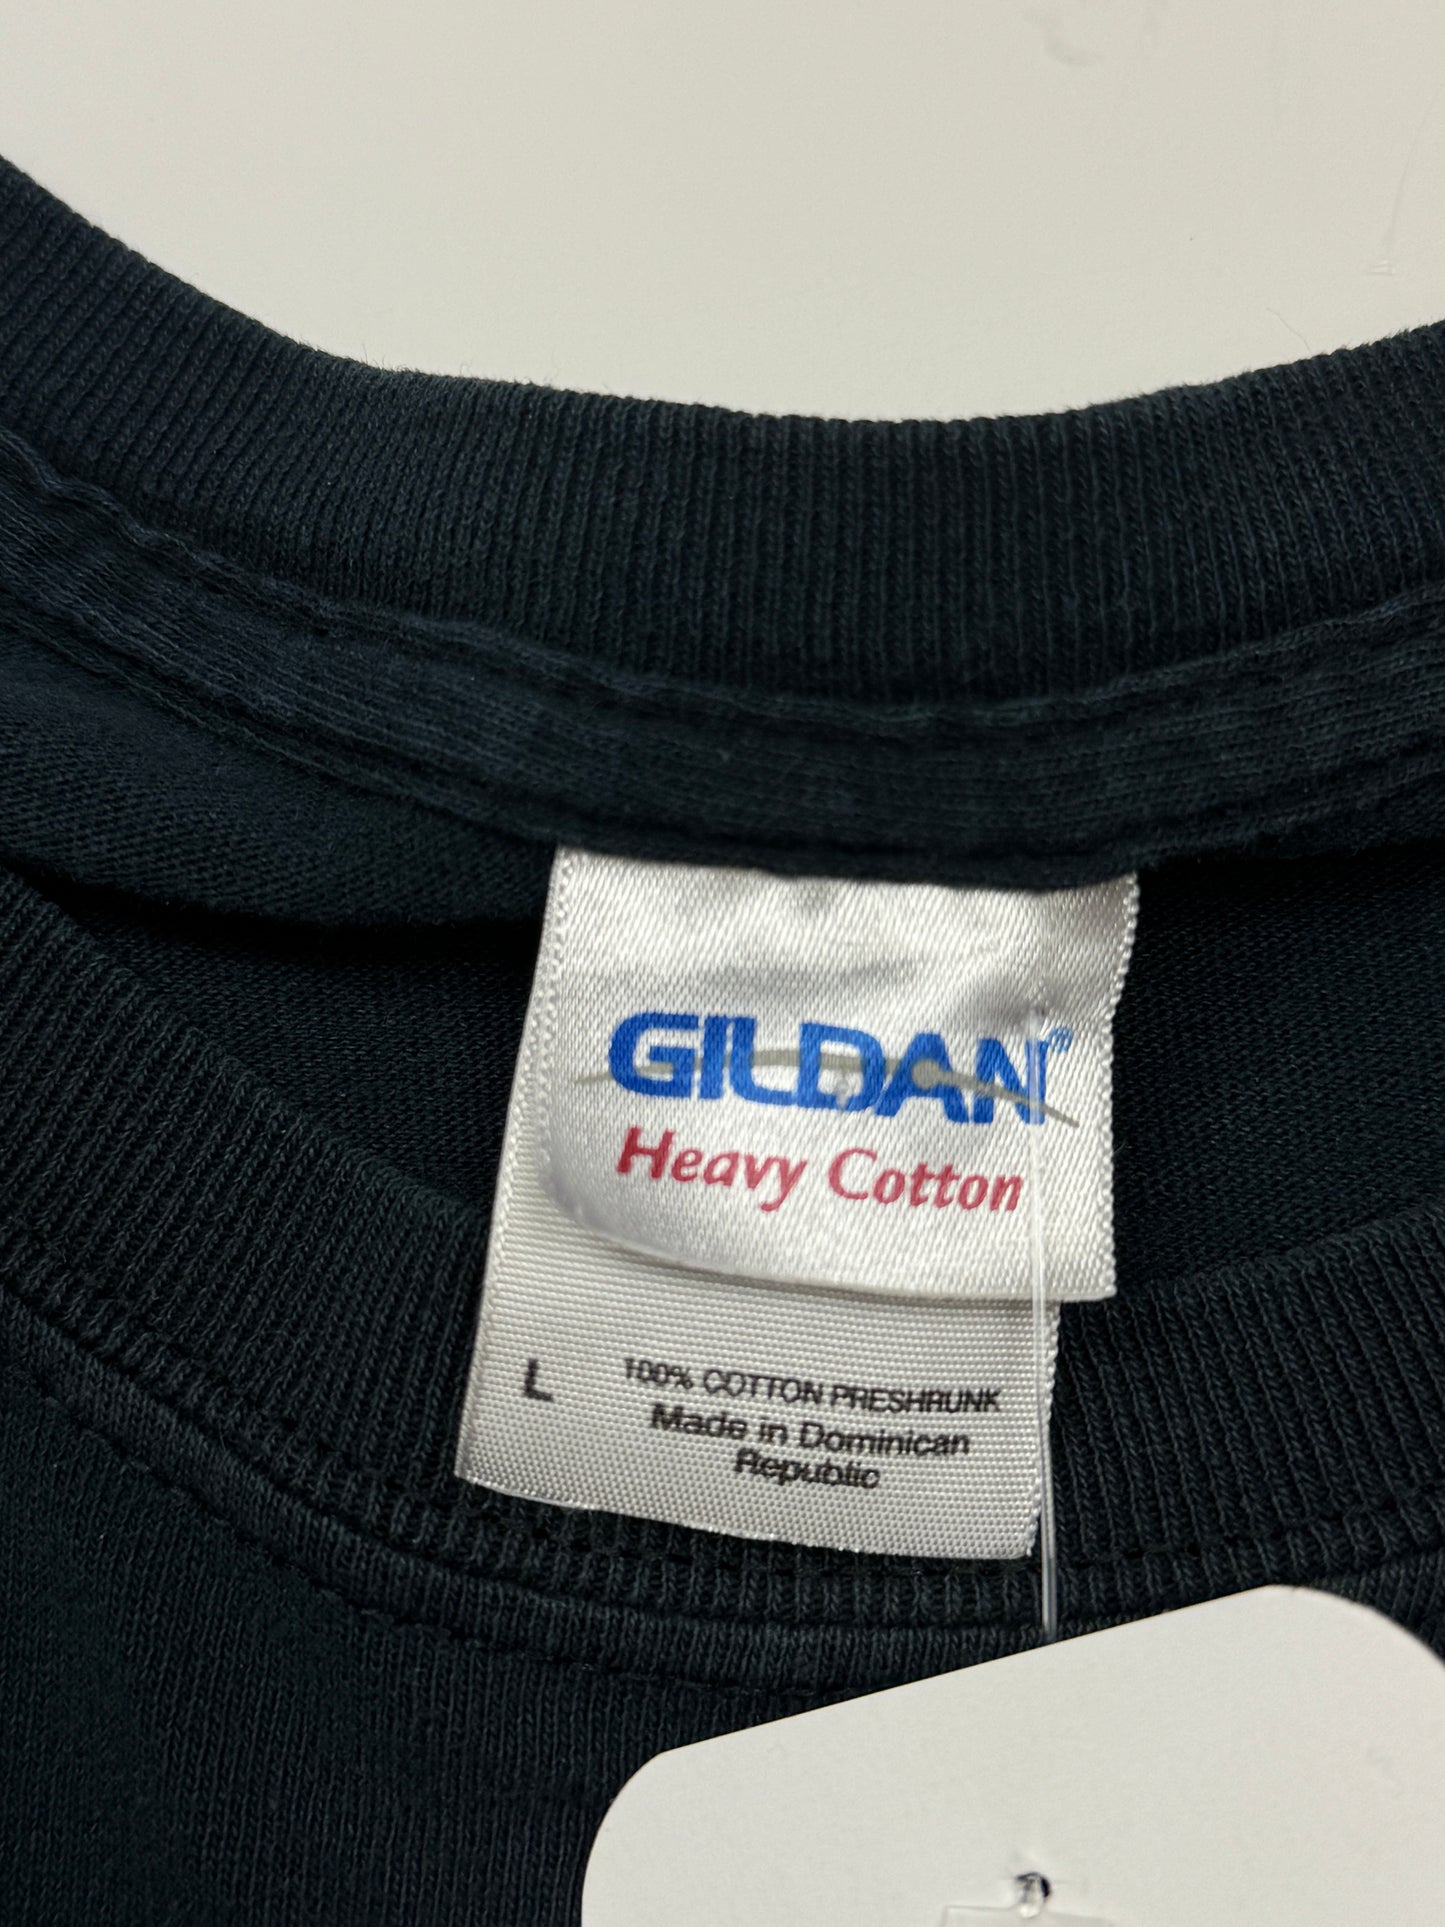 GILDAN®
Heavy Cotton
L
100% COTTON PRESHRUNK
Made in Dominican
Republic